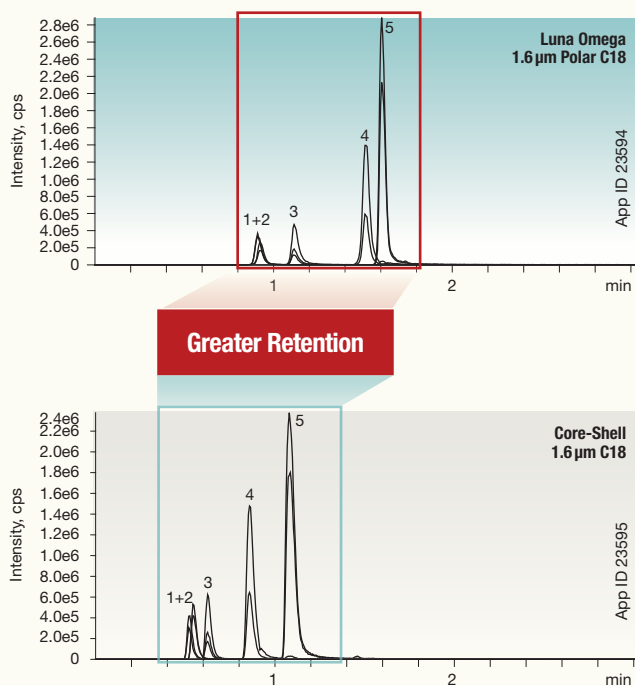 Luna Omega
1.6 µm Polar C18
App ID 23594
Intensity, cps
2.8e6
2.6e6
2.4e6
2.2e6
2.0e6
1.8e6
1.6e6
1.4e6
1.2e6
1.0e6
8.0e5
6.0e5
4.0e5
2.0e5
0
1+2
3
4
5
1
2
min
Greater Retention
Core-Shell
1.6 µm C18
App ID 23595
Intensity, cps
2.4e6
2.2e6
2.0e6
1.8e6
1.6e6
1.4e6
1.2e6
1.0e6
8.0e5
6.0e5
4.0e5
2.0e5
0
1+2
3
4
5
1
2
min